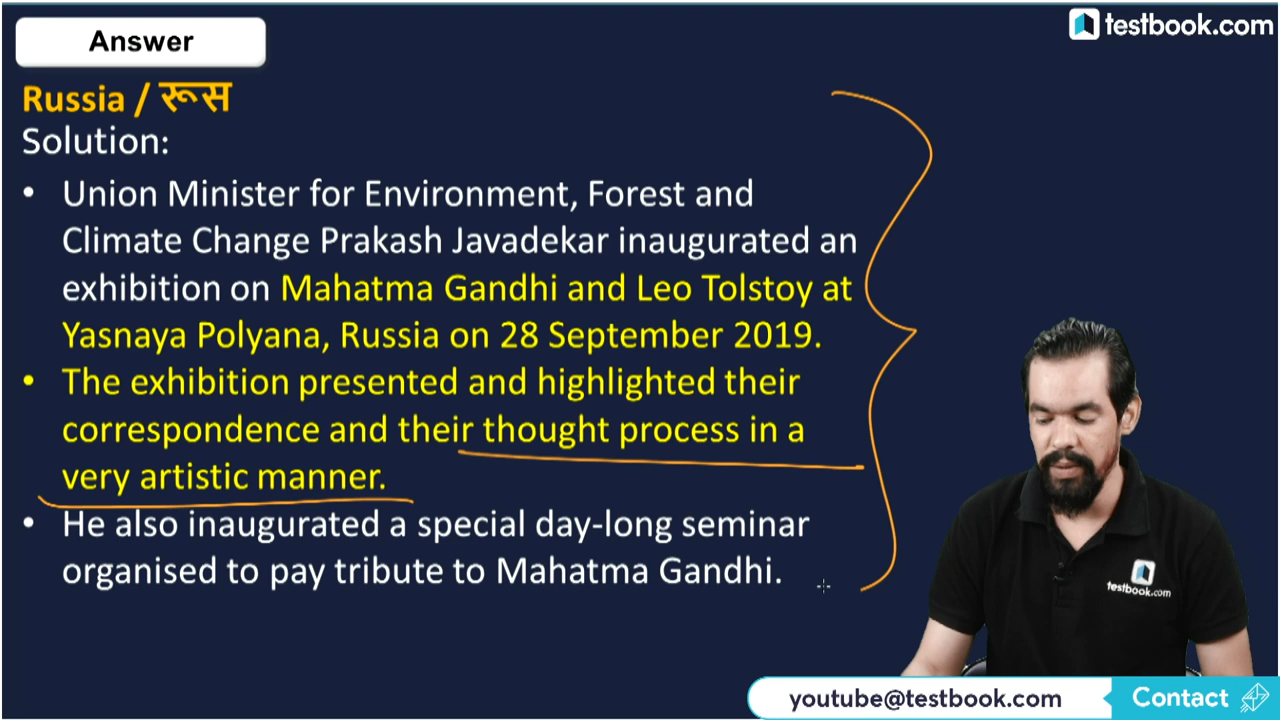 Answer
testbook.com
Russia / रूस
Solution:
• Union Minister for Environment, Forest and
Climate Change Prakash Javadekar inaugurated an
exhibition on Mahatma Gandhi and Leo Tolstoy at
Yasnaya Polyana, Russia on 28 September 2019.
• The exhibition presented and highlighted their
correspondence and their thought process in a
very artistic manner.
• He also inaugurated a special day-long seminar
organised to pay tribute to Mahatma Gandhi.
testbook.com
youtube@testbook.com
Contact